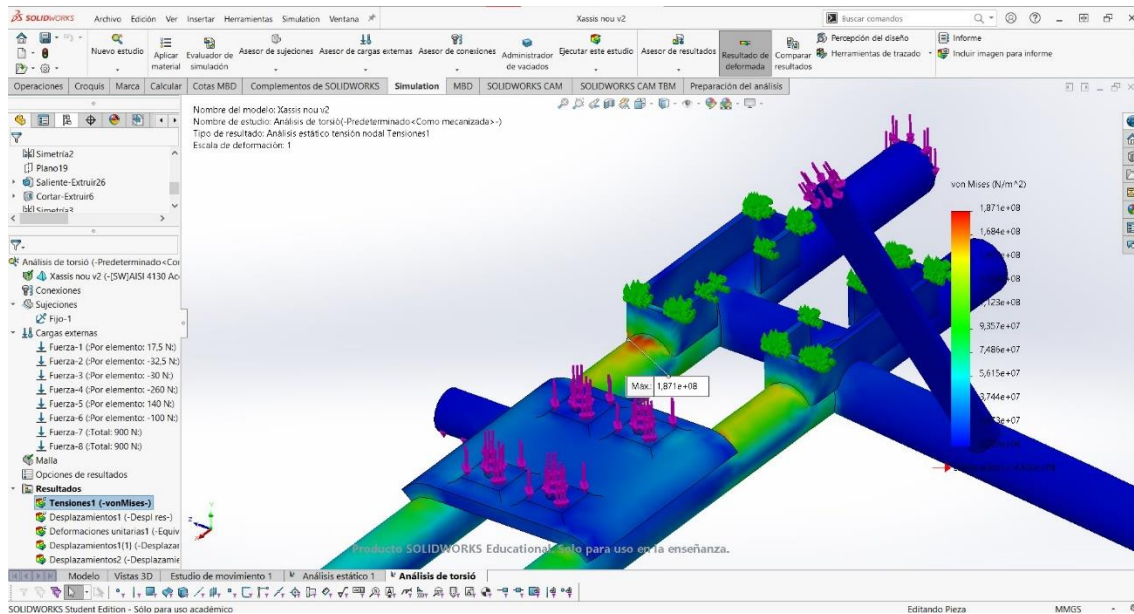 SOLIDWORKS Archivo Edición Ver Insertar Herramientas Simulation Ventana Xassis nou v2 Buscar comandos
Nuevo estudio Aplicar material Evaluador de simulación Asesor de sujeciones Asesor de cargas externas Asesor de conexiones Administrador de vaciados Ejecutar este estudio Asesor de resultados Resultado de deformada Comparar resultados
Percepción del diseño Informe
Herramientas de trazado Incluir imagen para informe
Operaciones Croquis Marca Calcular Cotas MBD Complementos de SOLIDWORKS Simulation MBD SOLIDWORKS CAM SOLIDWORKS CAM TBM Preparación del análisis
Nombre del modelo: Xassis nou v2
Nombre de estudio: Análisis de torsió(-Predeterminado<Como mecanizada>-)
Tipo de resultado: Análisis estático tensión nodal Tensiones1
Escala de deformación: 1
Simetría2
Plano19
Saliente-Extruir26
Cortar-Extruir6
Simetría3
Análisis de torsió (-Predeterminado<Co
Xassis nou v2 (-[SW]AISI 4130 Ac
Conexiones
Sujeciones
Fijo-1
Cargas externas
Fuerza-1 (:Por elemento: 17,5 N:)
Fuerza-2 (:Por elemento: -32,5 N:)
Fuerza-3 (:Por elemento: -30 N:)
Fuerza-4 (:Por elemento: -260 N:)
Fuerza-5 (:Por elemento: 140 N:)
Fuerza-6 (:Por elemento: -100 N:)
Fuerza-7 (:Total: 900 N:)
Fuerza-8 (:Total: 900 N:)
Malla
Opciones de resultados
Resultados
Tensiones1 (-vonMises-)
Desplazamientos1 (-Despl res-)
Deformaciones unitarias1 (-Equiv
Desplazamientos1{1} (-Desplazar
Desplazamientos2 (-Desplazamie
von Mises (N/m^2)
1,871e+08
1,684e+08
e+08
,123e+08
9,357e+07
7,486e+07
5,615e+07
3,744e+07
Máx.: 1,871e+08
Producto SOLIDWORKS Educational. Solo para uso en la enseñanza.
Modelo Vistas 3D Estudio de movimiento 1 Análisis estático 1 Análisis de torsió
SOLIDWORKS Student Edition - Sólo para uso académico Editando Pieza MMGS